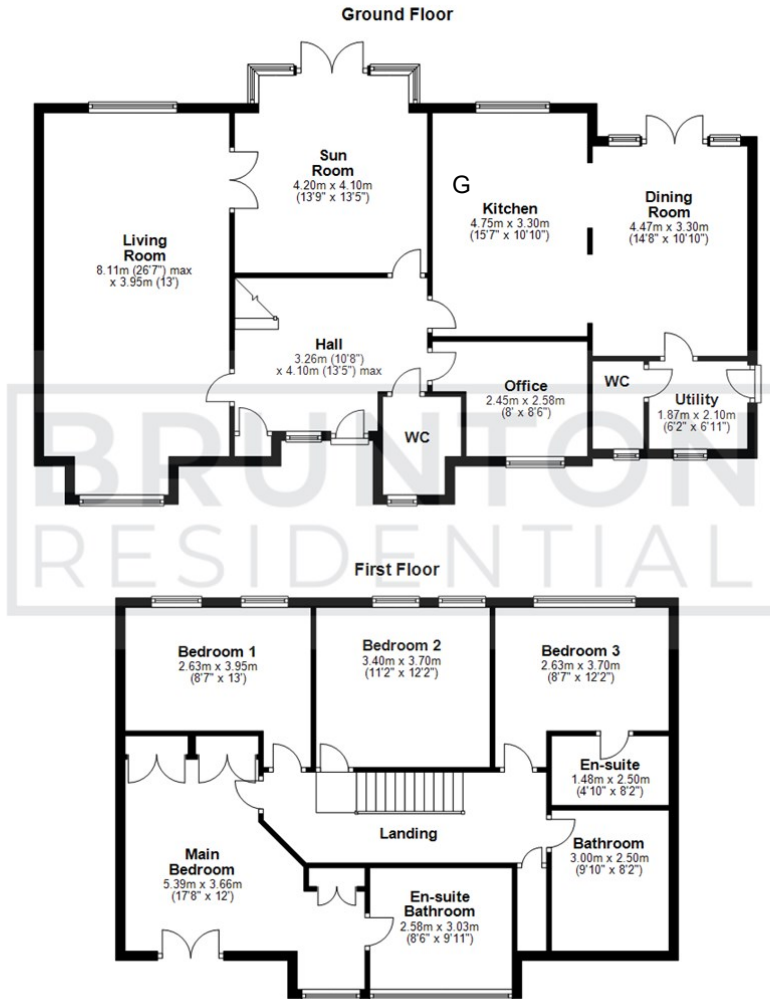 Ground Floor
Sun
Room
4.20m x 4.10m
(13'9" x 13'5")
G
Kitchen
4.75m x 3.30m
(15'7" x 10'10")
Dining
Room
4.47m x 3.30m
(14'8" x 10'10")
Living
Room
8.11m (26'7") max
x 3.95m (13')
Hall
3.26m (10'8")
x 4.10m (13'5") max
Office
2.45m x 2.58m
(8' x 8'6")
WC
Utility
1.87m x 2.10m
(6'2" x 6'11")
WC
BRUNTON
RESIDENTIAL
First Floor
Bedroom 1
2.63m x 3.95m
(8'7" x 13')
Bedroom 2
3.40m x 3.70m
(11'2" x 12'2")
Bedroom 3
2.63m x 3.70m
(8'7" x 12'2")
En-suite
1.48m x 2.50m
(4'10" x 8'2")
Landing
Bathroom
3.00m x 2.50m
(9'10" x 8'2")
Main
Bedroom
5.39m x 3.66m
(17'8" x 12')
En-suite
Bathroom
2.58m x 3.03m
(8'6" x 9'11")